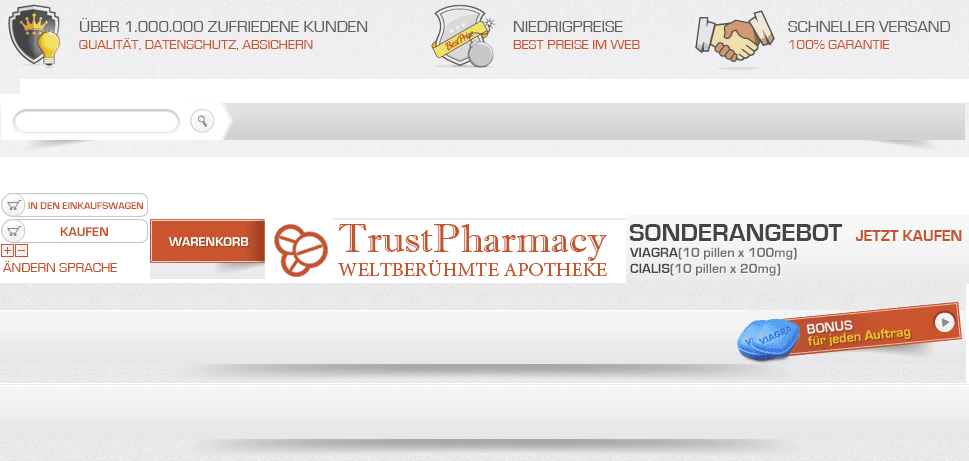 ÜBER 1.000.000 ZUFRIEDENE KUNDEN
QUALITÄT, DATENSCHUTZ, ABSICHERN
NIEDRIGPREISE
BEST PREISE IM WEB
SCHNELLER VERSAND
100% GARANTIE
Best Price
IN DEN EINKAUFSWAGEN
KAUFEN
ÄNDERN SPRACHE
WARENKORB
TrustPharmacy
WELTBERÜHMTE APOTHEKE
SONDERANGEBOT
JETZT KAUFEN
VIAGRA(10 pillen x 100mg)
CIALIS(10 pillen x 20mg)
VIAGRA
BONUS
für jeden Auftrag